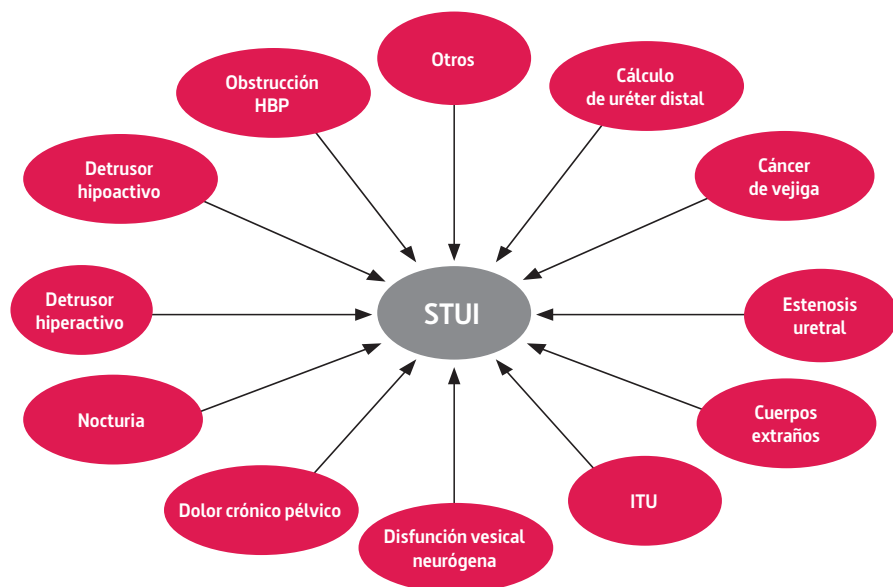 Otros
Obstrucción
HBP
Cálculo
de uréter distal
Detrusor
hipoactivo
Cáncer
de vejiga
Detrusor
hiperactivo
STUI
Estenosis
uretral
Nocturia
Cuerpos
extraños
Dolor crónico pélvico
ITU
Disfunción vesical
neurógena